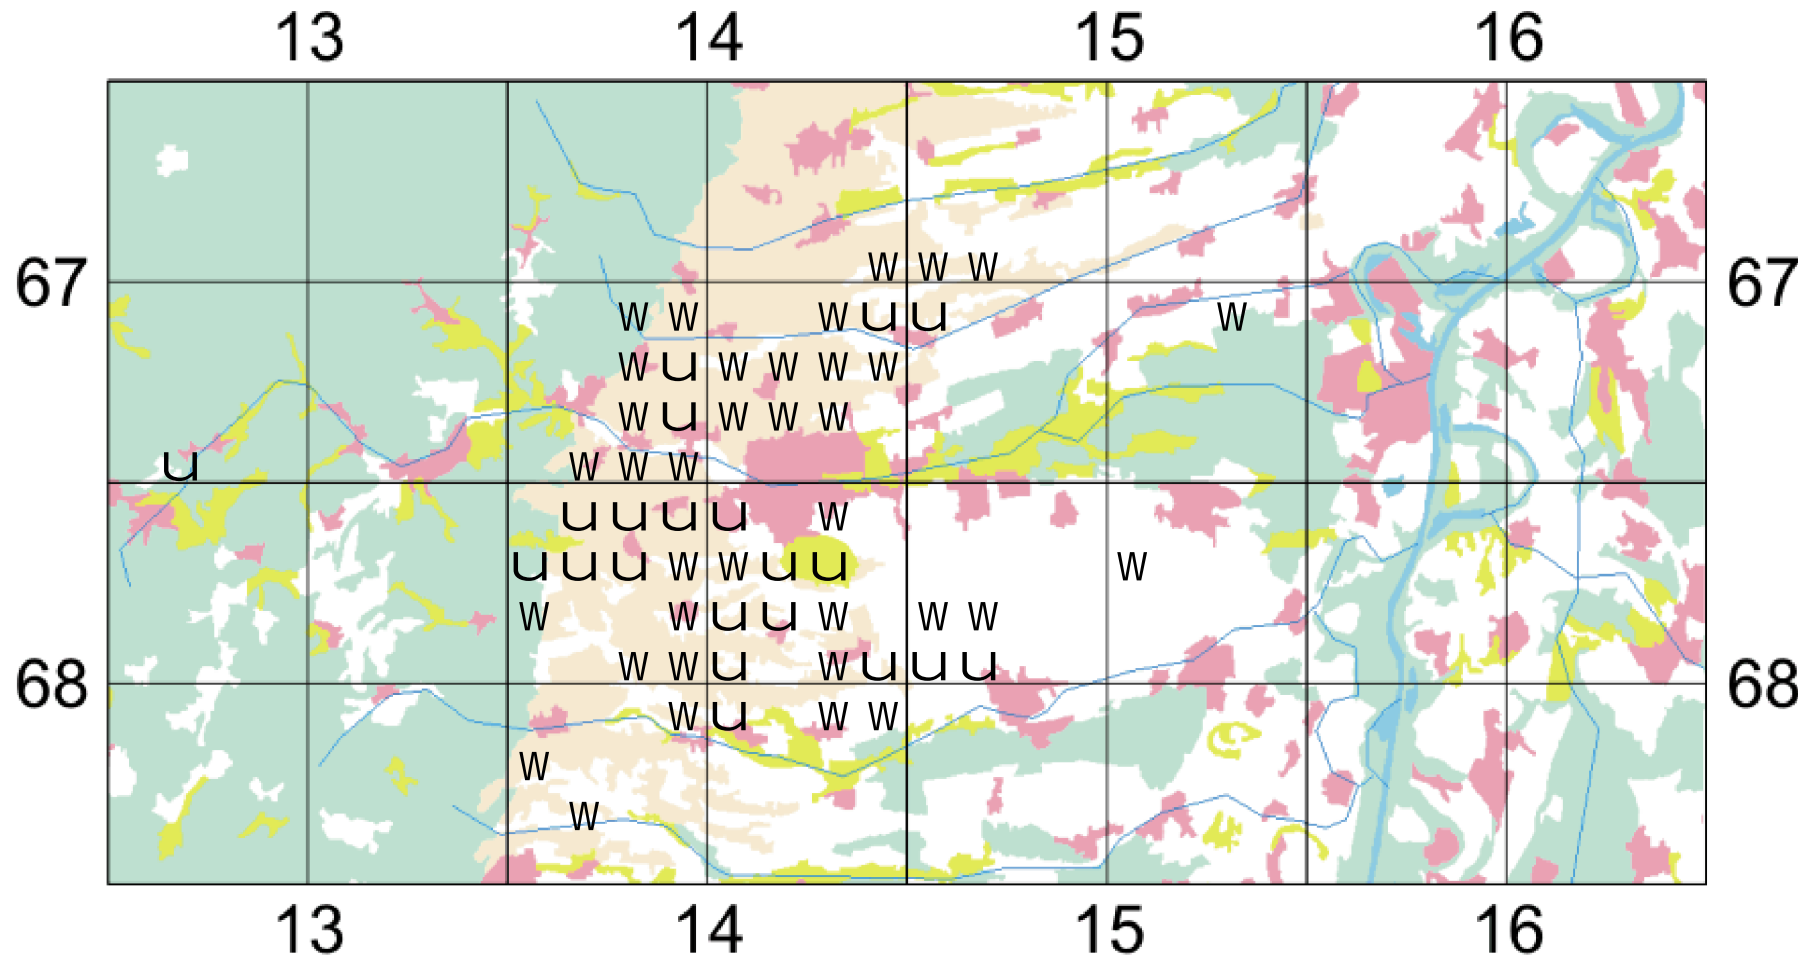 13 14 15 16
w w w
67 67
w w w u u w
w u w w w w
w u w w w
u w w w
u u u u w
u u u w w u u w
w w u u w w w
w w u w u u u
68 68
w u w w
w
w
13 14 15 16